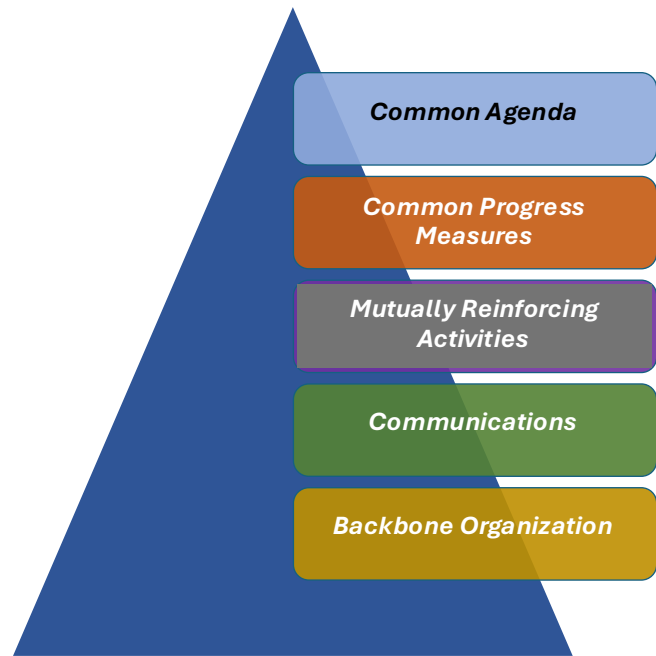 Common Agenda
Common Progress
Measures
Mutually Reinforcing
Activities
Communications
Backbone Organization